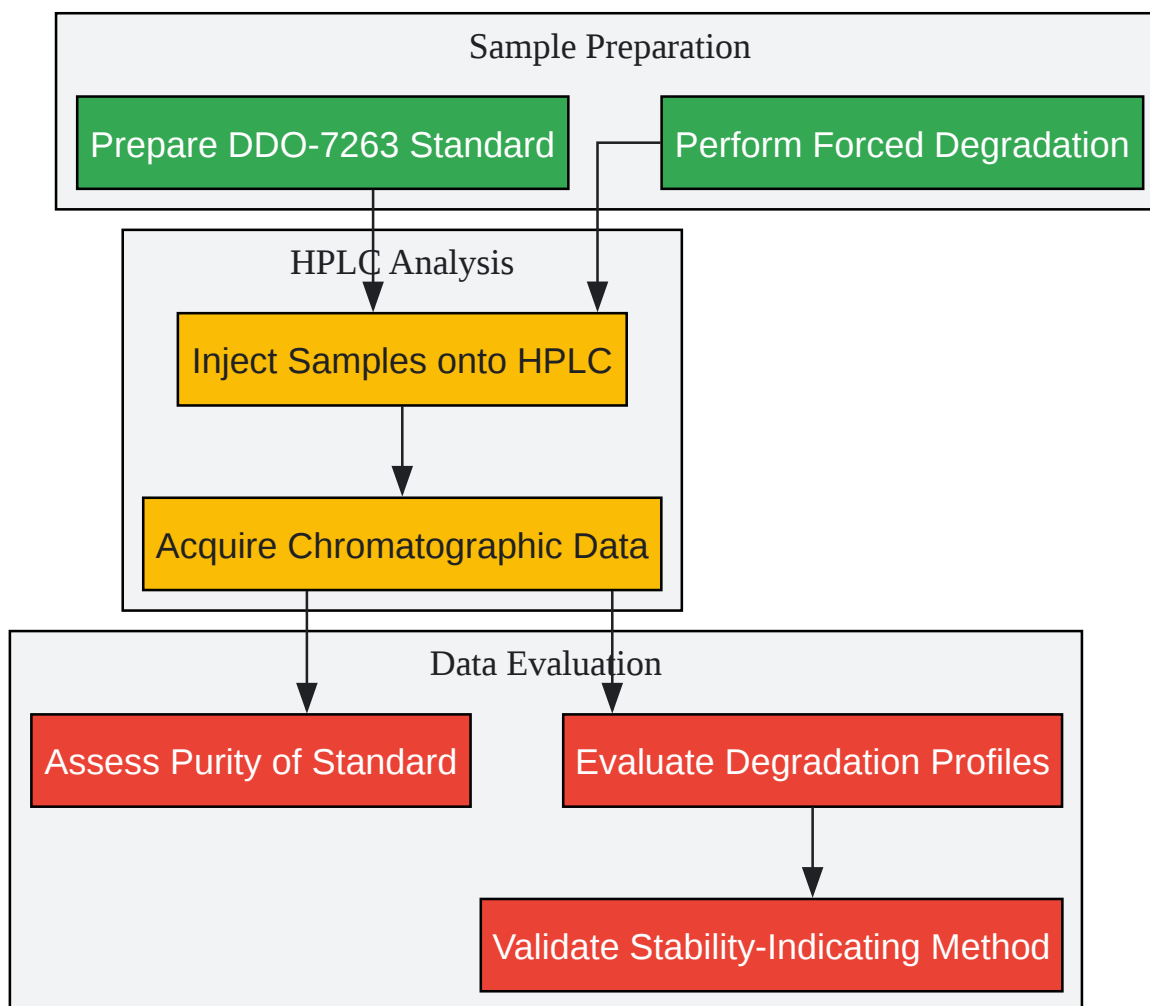 Sample Preparation
Prepare DDO-7263 Standard
Perform Forced Degradation
HPLC Analysis
Inject Samples onto HPLC
Acquire Chromatographic Data
Data Evaluation
Assess Purity of Standard
Evaluate Degradation Profiles
Validate Stability-Indicating Method